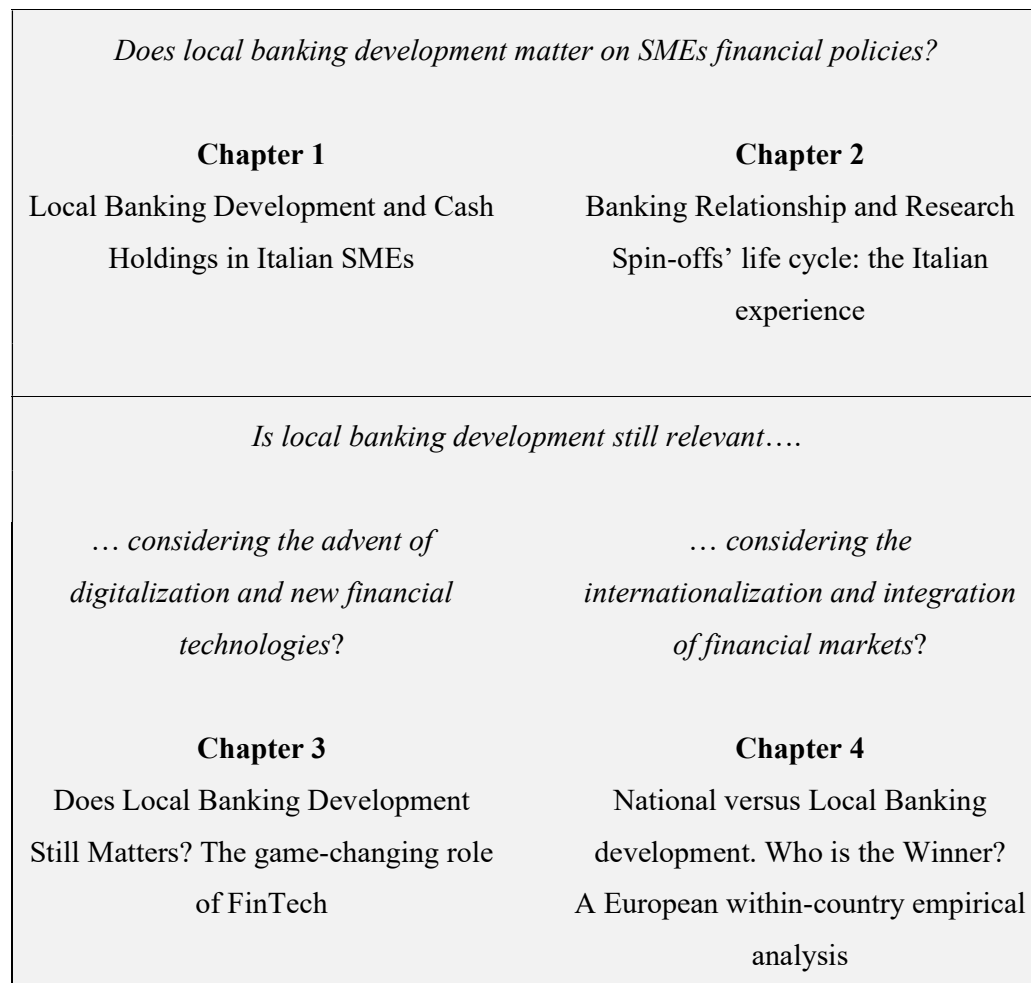 Does local banking development matter on SMEs financial policies?
Chapter 1
Local Banking Development and Cash
Holdings in Italian SMEs
Chapter 2
Banking Relationship and Research
Spin-offs’ life cycle: the Italian
experience
Is local banking development still relevant….
… considering the advent of
digitalization and new financial
technologies?
… considering the
internationalization and integration
of financial markets?
Chapter 3
Does Local Banking Development
Still Matters? The game-changing role
of FinTech
Chapter 4
National versus Local Banking
development. Who is the Winner?
A European within-country empirical
analysis